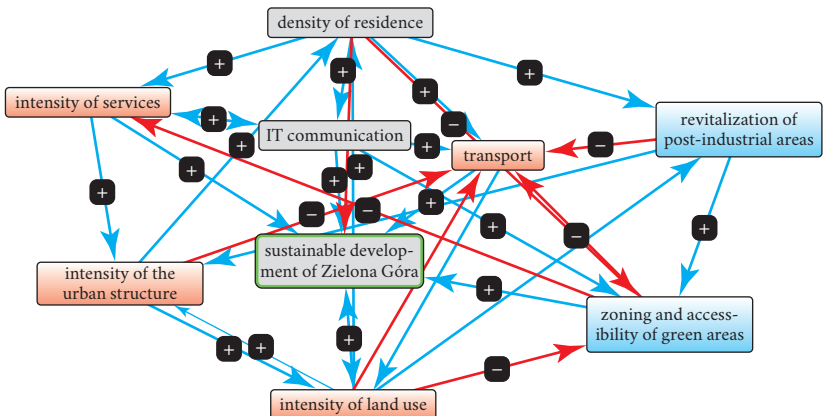 density of residence
+
+
+
+
+
intensity of services
+
−
revitalization of
post-industrial areas
IT communication
+
−
transport
+
+
+
+
+
−
−
+
−
+
+
sustainable develop-
ment of Zielona Góra
intensity of the
urban structure
+
zoning and access-
ibility of green areas
+
+
+
−
intensity of land use